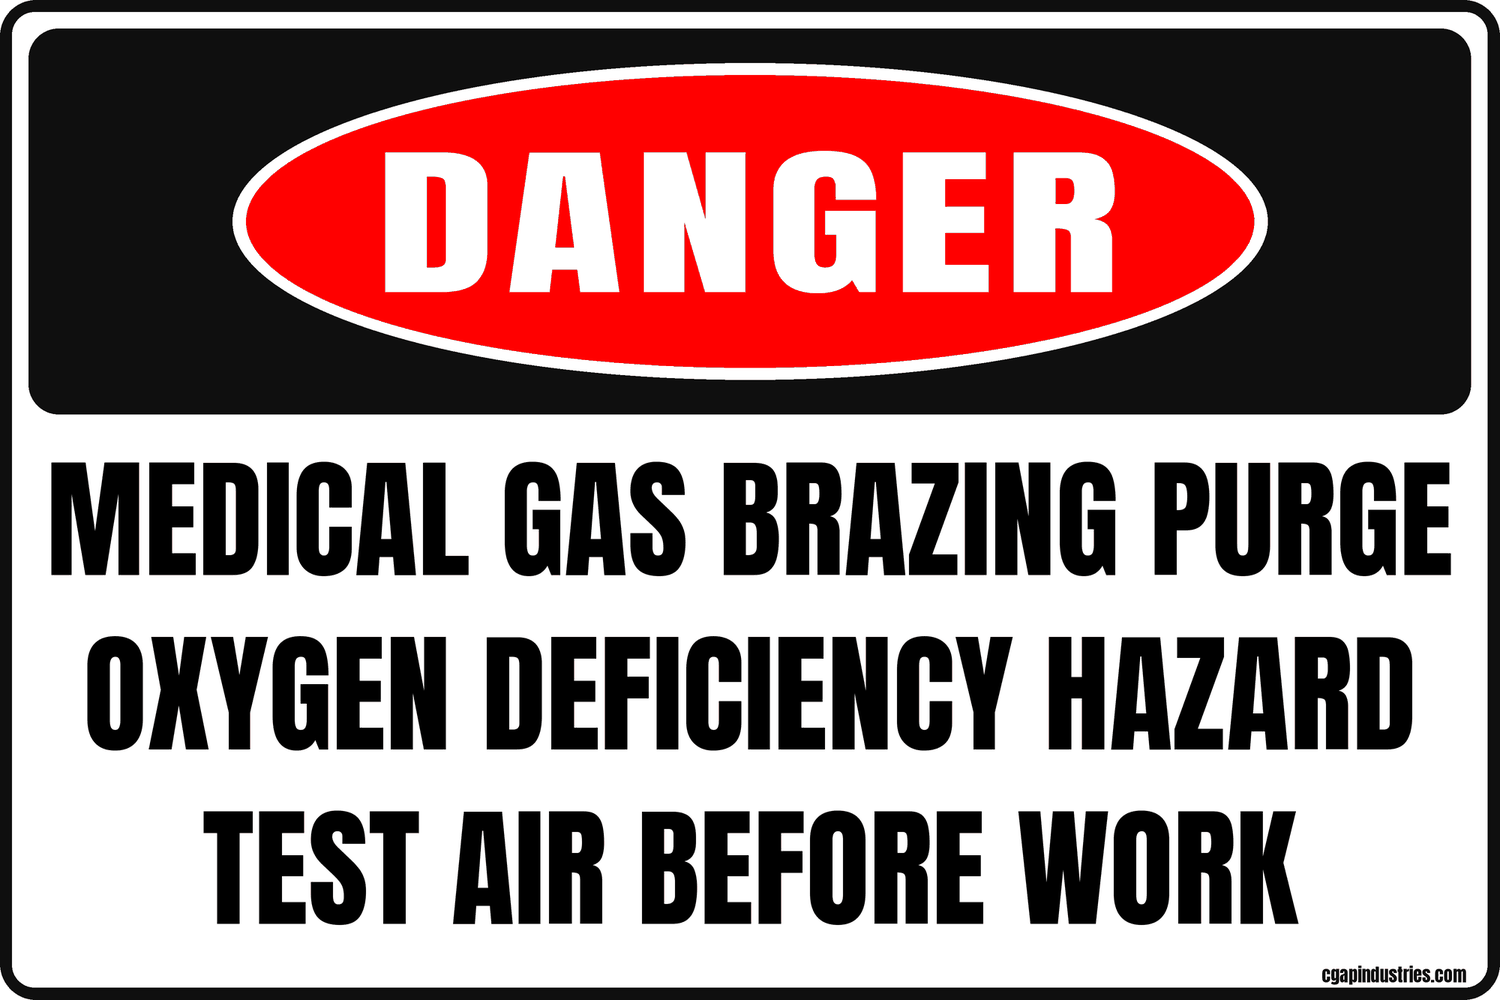 DANGER
MEDICAL GAS BRAZING PURGE
OXYGEN DEFICIENCY HAZARD
TEST AIR BEFORE WORK
cgapindustries.com